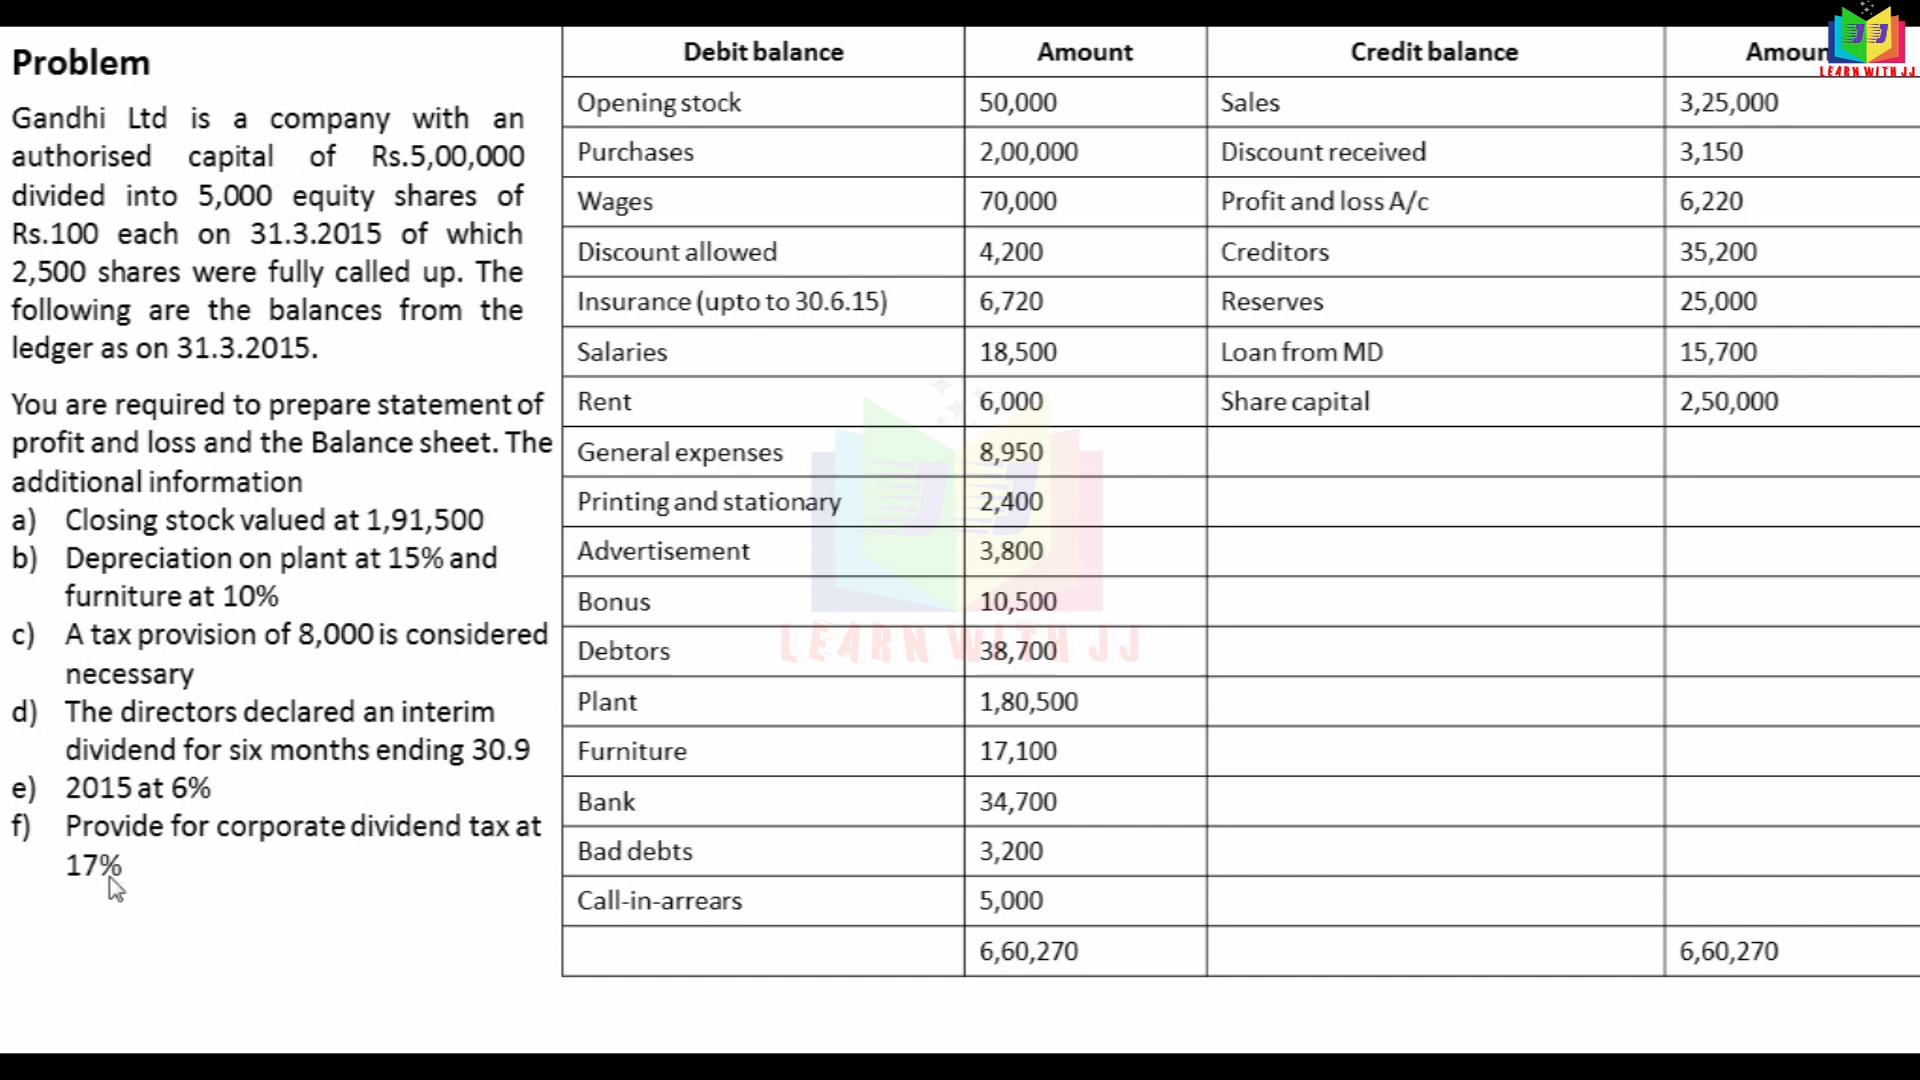 Problem
Gandhi Ltd is a company with an
authorised capital of Rs.5,00,000
divided into 5,000 equity shares of
Rs.100 each on 31.3.2015 of which
2,500 shares were fully called up. The
following are the balances from the
ledger as on 31.3.2015.
You are required to prepare statement of
profit and loss and the Balance sheet. The
additional information
a) Closing stock valued at 1,91,500
b) Depreciation on plant at 15% and
furniture at 10%
c) A tax provision of 8,000 is considered
necessary
d) The directors declared an interim
dividend for six months ending 30.9
e) 2015 at 6%
f) Provide for corporate dividend tax at
17%
Debit balance Amount Credit balance Amoun
Opening stock 50,000 Sales 3,25,000
Purchases 2,00,000 Discount received 3,150
Wages 70,000 Profit and loss A/c 6,220
Discount allowed 4,200 Creditors 35,200
Insurance (upto to 30.6.15) 6,720 Reserves 25,000
Salaries 18,500 Loan from MD 15,700
Rent 6,000 Share capital 2,50,000
General expenses 8,950
Printing and stationary 2,400
Advertisement 3,800
Bonus 10,500
Debtors 38,700
Plant 1,80,500
Furniture 17,100
Bank 34,700
Bad debts 3,200
Call-in-arrears 5,000
6,60,270 6,60,270
JJ
LEARN WITH JJ
JJ
LEARN WITH JJ